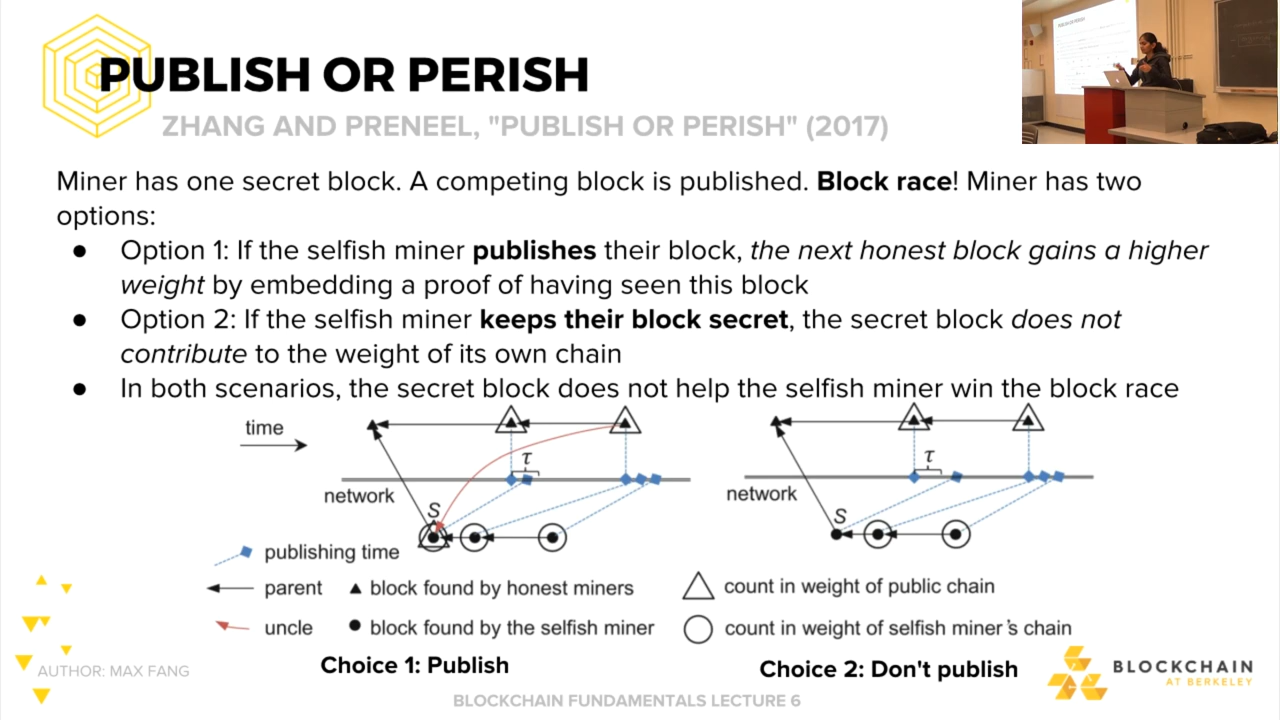 PUBLISH OR PERISH
ZHANG AND PRENEEL, "PUBLISH OR PERISH" (2017)
Miner has one secret block. A competing block is published. Block race! Miner has two
options:
● Option 1: If the selfish miner publishes their block, the next honest block gains a higher
weight by embedding a proof of having seen this block
● Option 2: If the selfish miner keeps their block secret, the secret block does not
contribute to the weight of its own chain
● In both scenarios, the secret block does not help the selfish miner win the block race
time
τ
network
S
τ
network
S
publishing time
parent
block found by honest miners
count in weight of public chain
uncle
block found by the selfish miner
count in weight of selfish miner's chain
Choice 1: Publish
Choice 2: Don't publish
AUTHOR: MAX FANG
BLOCKCHAIN
AT BERKELEY
BLOCKCHAIN FUNDAMENTALS LECTURE 6